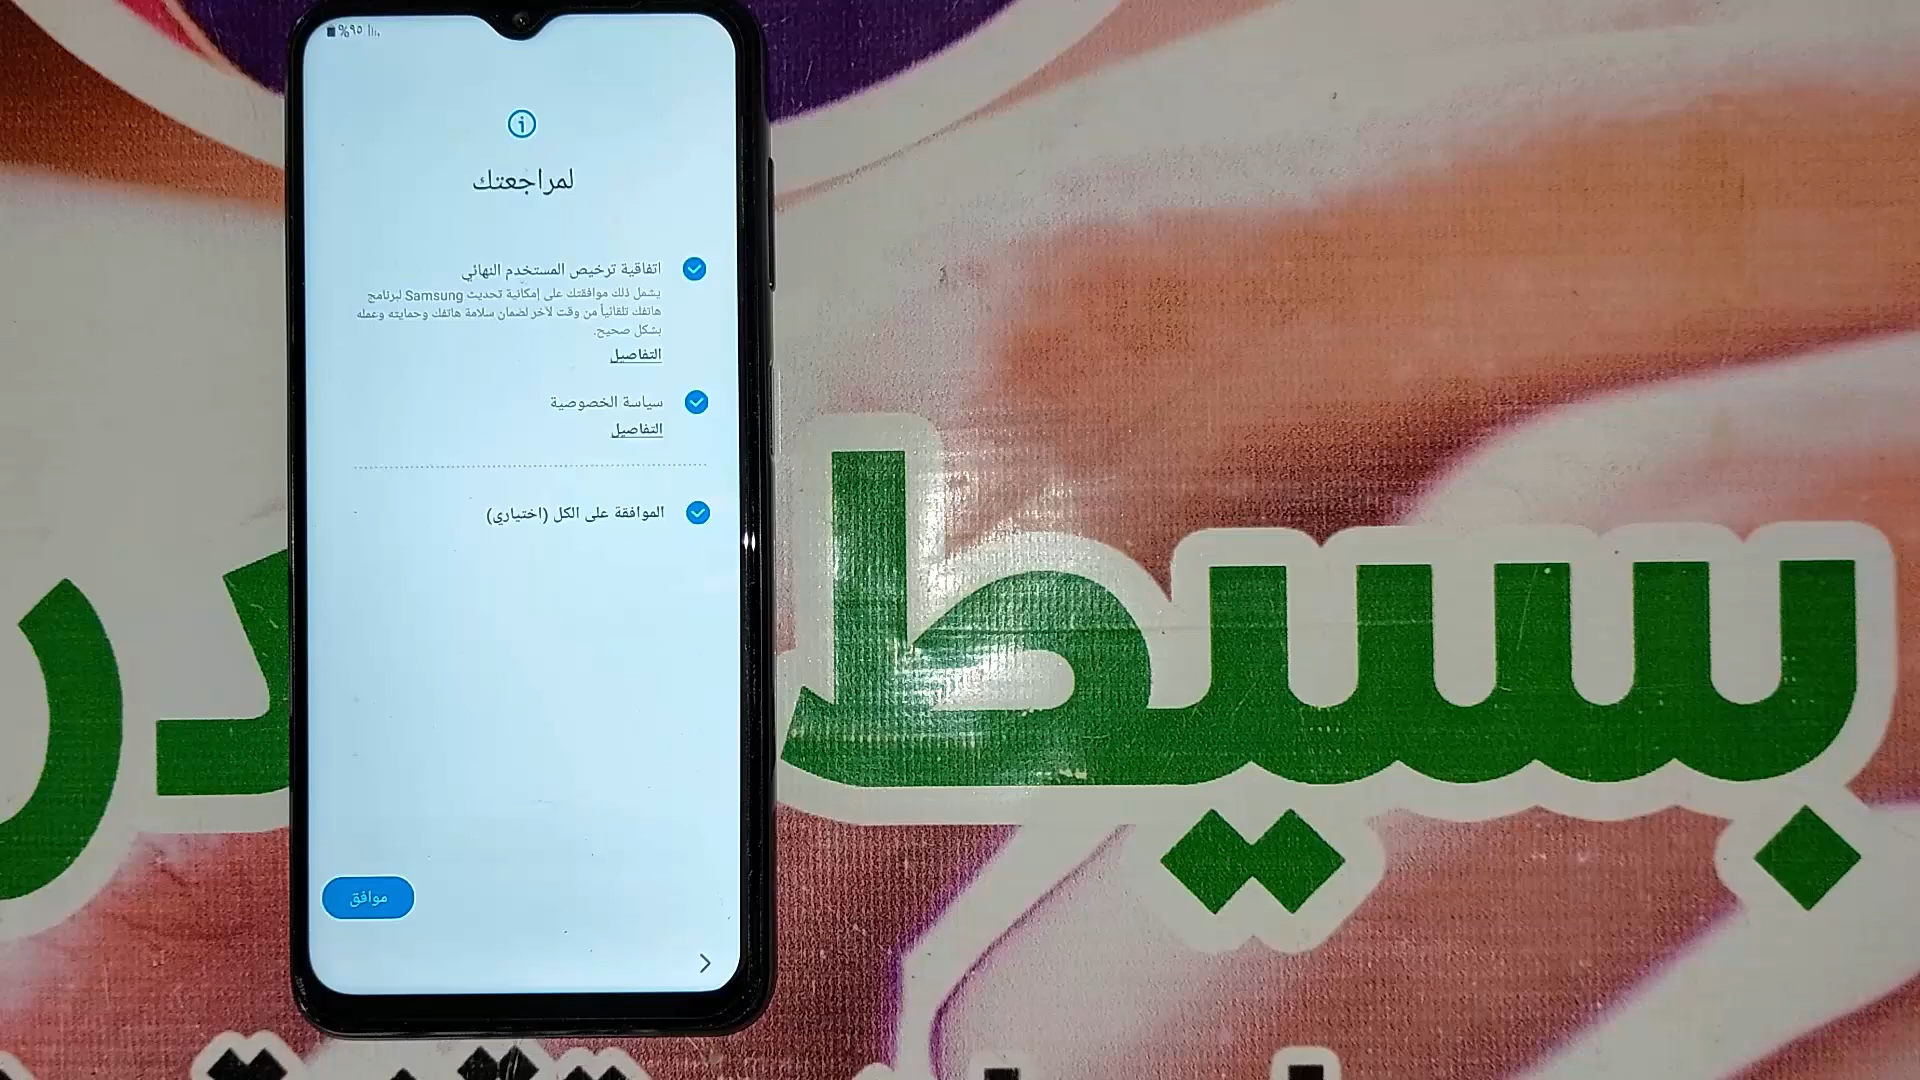 ٩٥%
لمراجعتك
اتفاقية ترخيص المستخدم النهائي
يشمل ذلك موافقتك على إمكانية تحديث Samsung لبرنامج
هاتفك تلقائياً من وقت لآخر لضمان سلامة هاتفك وحمايته وعمله
بشكل صحيح.
التفاصيل
سياسة الخصوصية
التفاصيل
الموافقة على الكل (اختياري)
موافق
بسيط